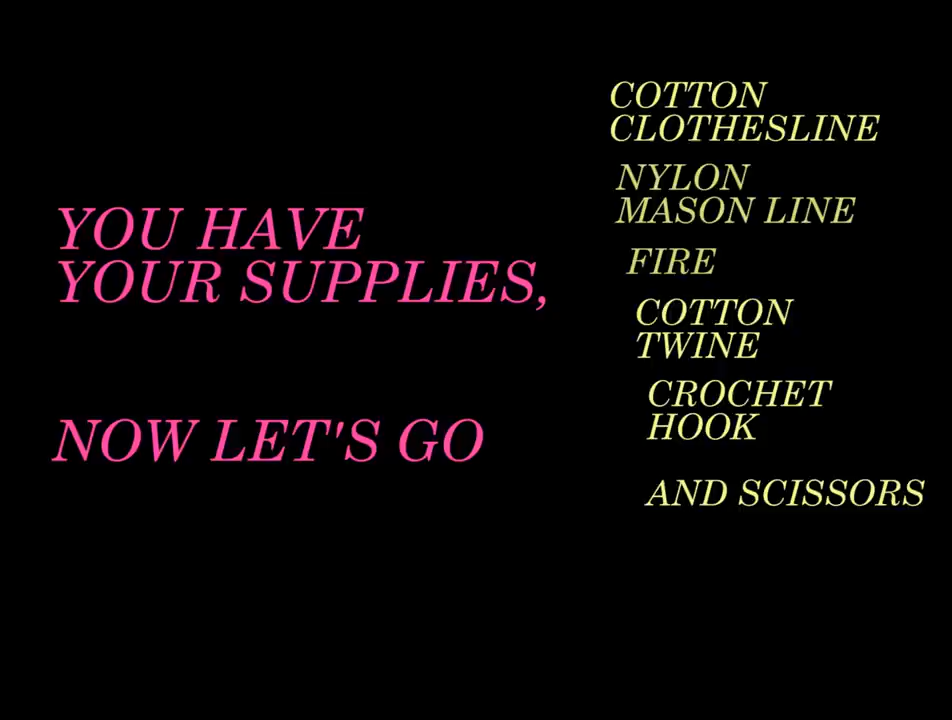 YOU HAVE
YOUR SUPPLIES,
NOW LET'S GO
COTTON
CLOTHESLINE
NYLON
MASON LINE
FIRE
COTTON
TWINE
CROCHET
HOOK
AND SCISSORS